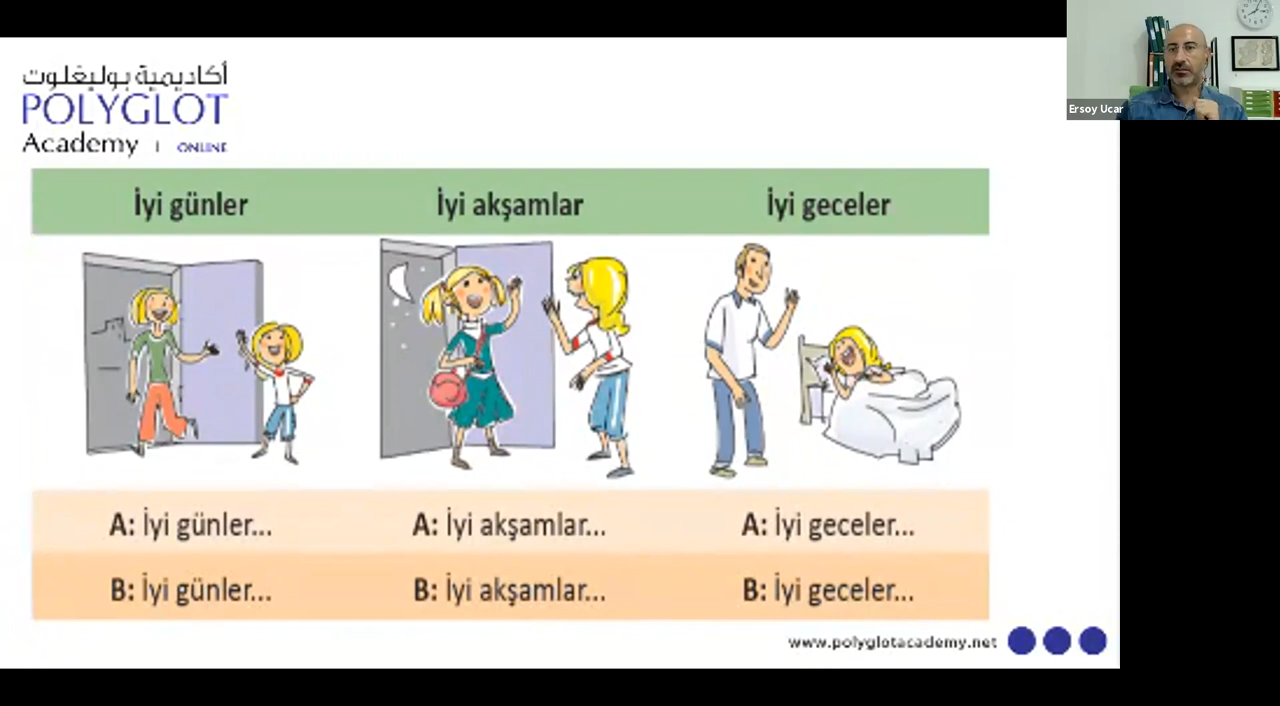 أكاديمية بوليغلوت
POLYGLOT
Academy | ONLINE
Ersoy Ucar
İyi günler İyi akşamlar İyi geceler
A: İyi günler... A: İyi akşamlar... A: İyi geceler...
B: İyi günler... B: İyi akşamlar... B: İyi geceler...
www.polyglotacademy.net